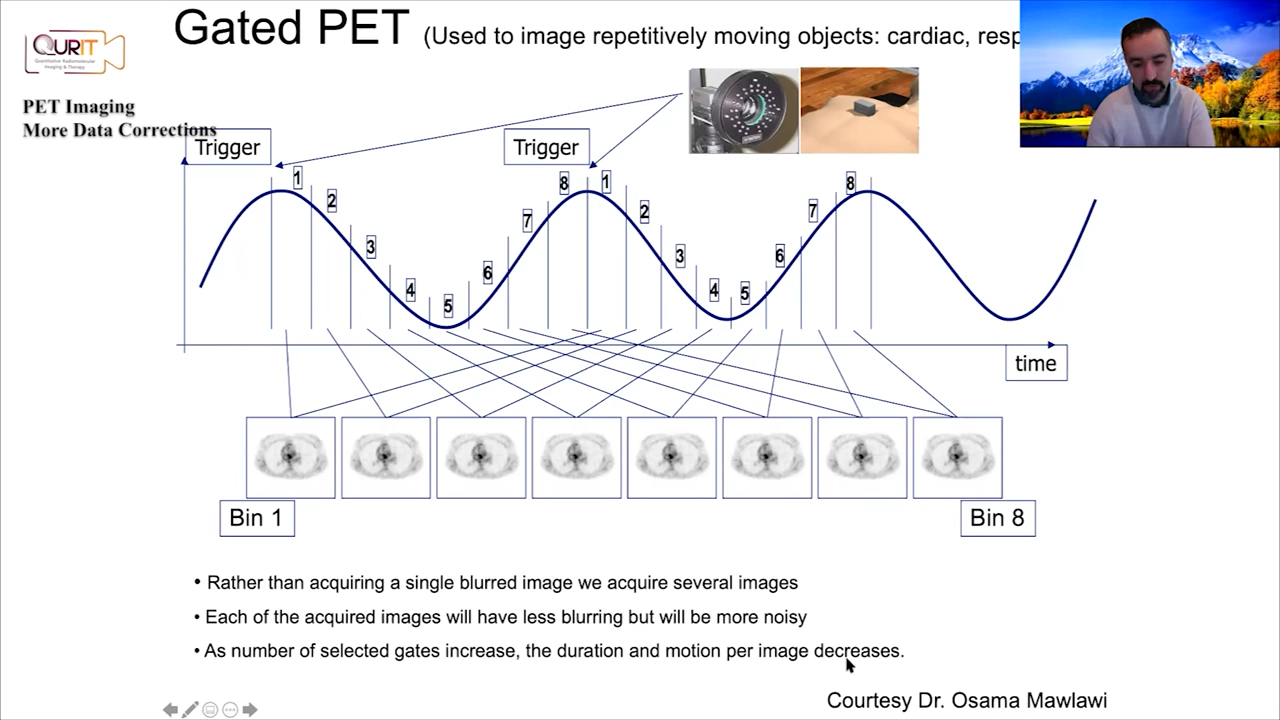 Gated PET (Used to image repetitively moving objects: cardiac, resp
QURIT
Quantitative Radiomolecular
Imaging & Therapy
PET Imaging
More Data Corrections
Trigger
Trigger
1 2 3 4 5 6 7 8 1 2 3 4 5 6 7 8
time
Bin 1
Bin 8
• Rather than acquiring a single blurred image we acquire several images
• Each of the acquired images will have less blurring but will be more noisy
• As number of selected gates increase, the duration and motion per image decreases.
Courtesy Dr. Osama Mawlawi